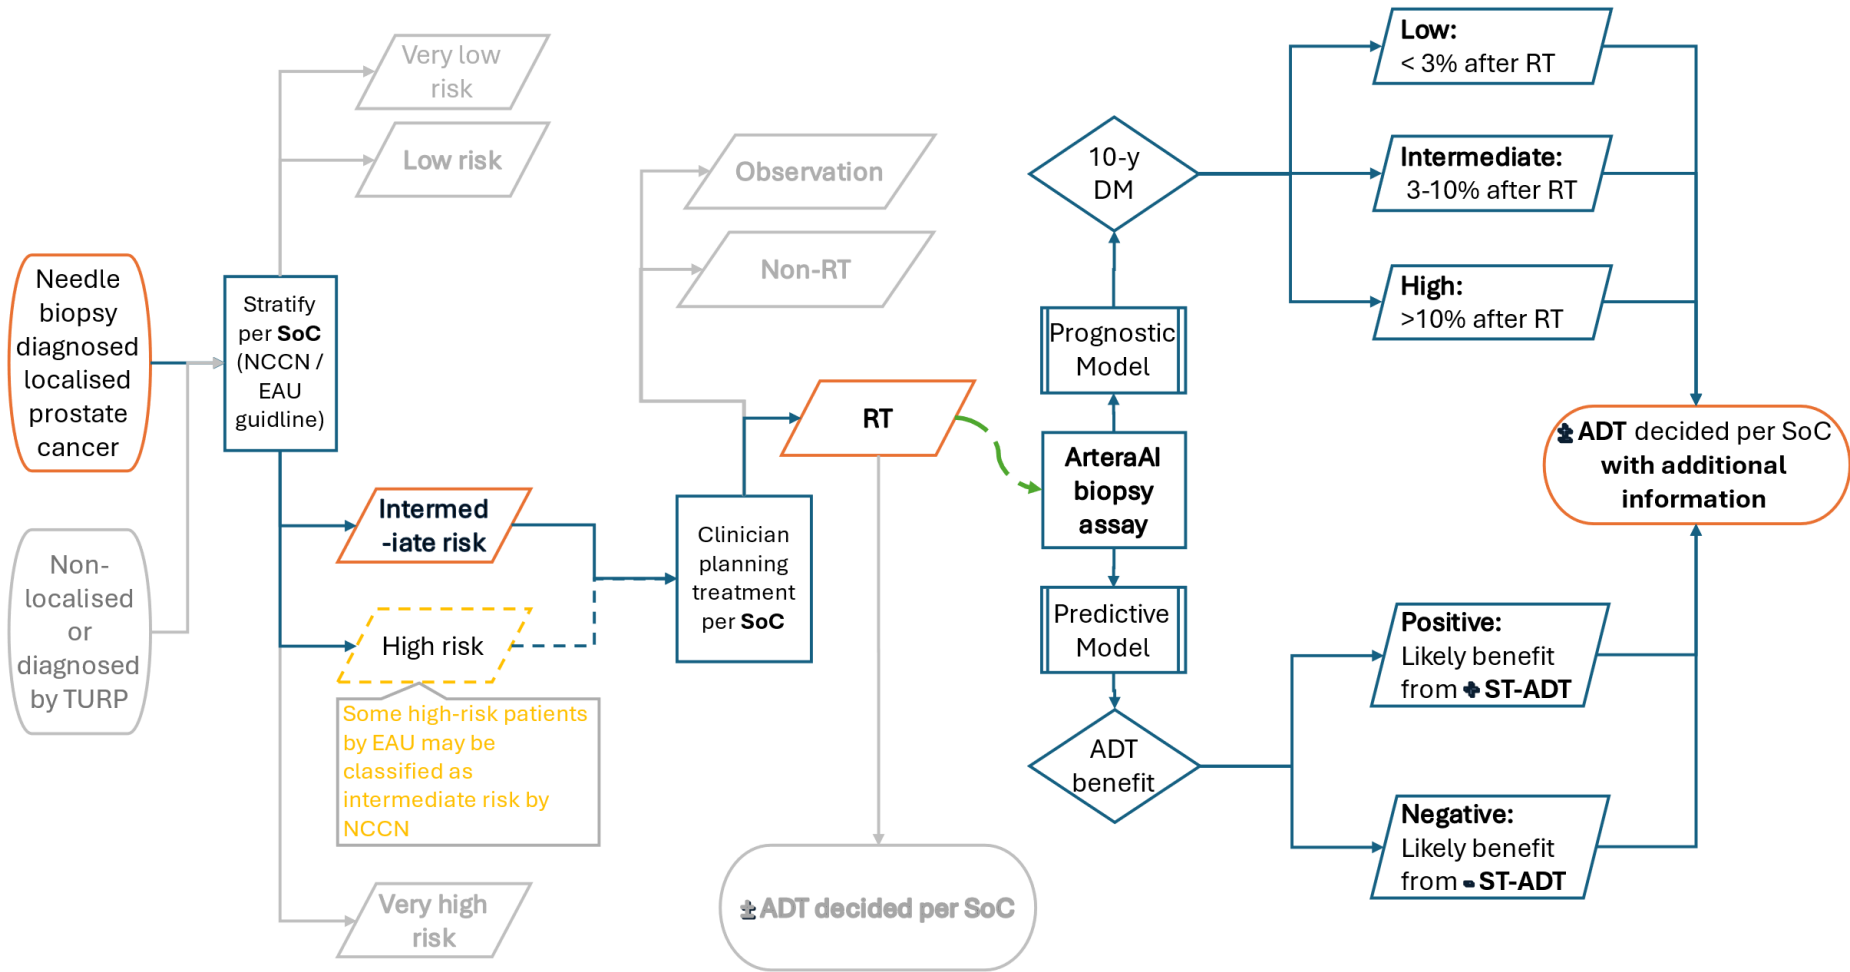 Needle
biopsy
diagnosed
localised
prostate
cancer
Non-
localised
or
diagnosed
by TURP
Stratify
per SoC
(NCCN /
EAU
guidline)
Very low
risk
Low risk
Intermed
-iate risk
High risk
Some high-risk patients
by EAU may be
classified as
intermediate risk by
NCCN
Very high
risk
Clinician
planning
treatment
per SoC
Observation
Non-RT
RT
± ADT decided per SoC
ArteraAI
biopsy
assay
Prognostic
Model
10-y
DM
Low:
< 3% after RT
Intermediate:
3-10% after RT
High:
>10% after RT
Predictive
Model
ADT
benefit
Positive:
Likely benefit
from + ST-ADT
Negative:
Likely benefit
from - ST-ADT
± ADT decided per SoC
with additional
information